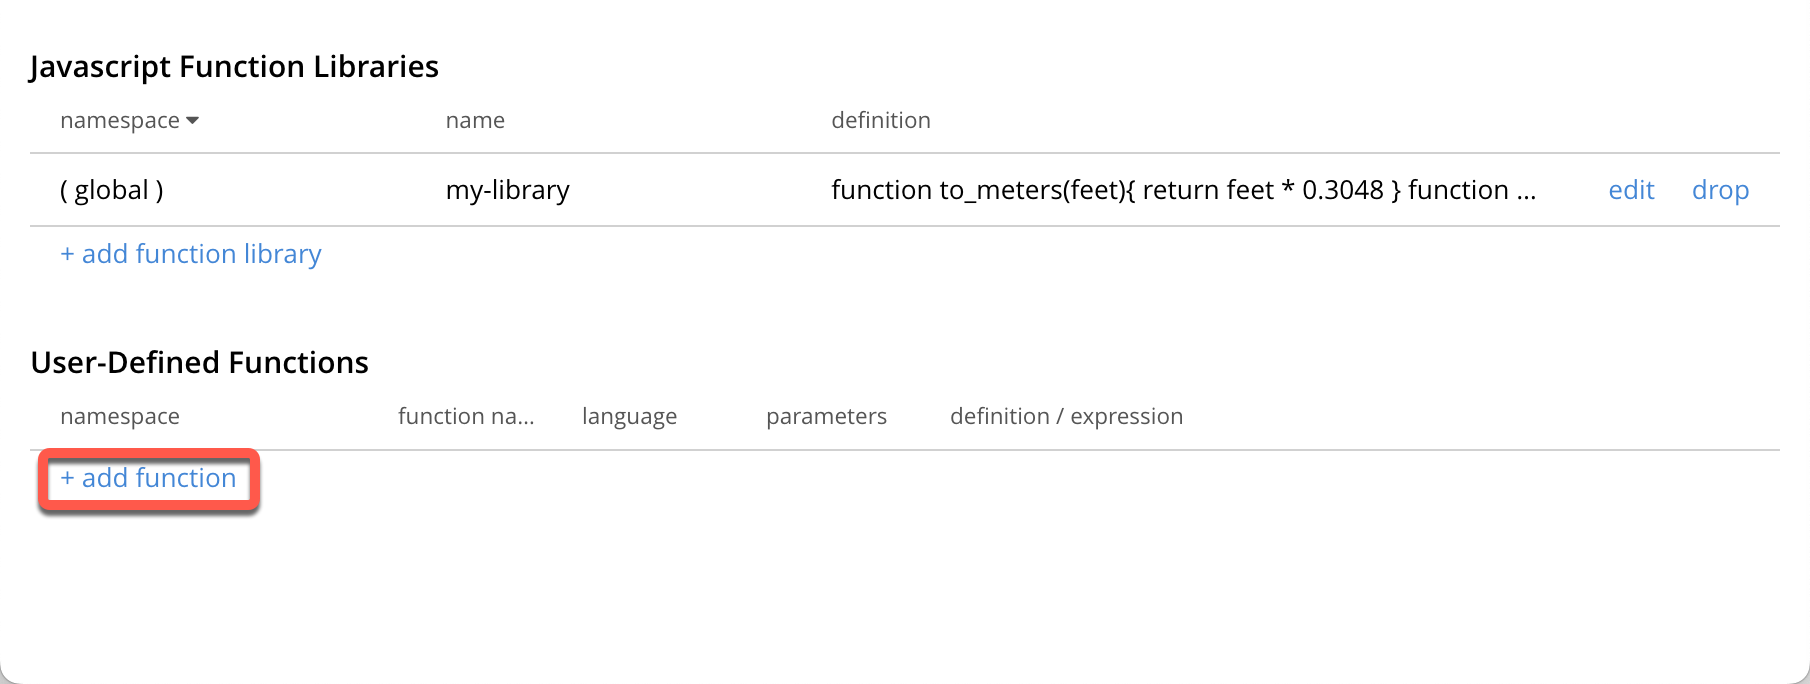 Javascript Function Libraries
namespace name definition
( global ) my-library function to_meters(feet){ return feet * 0.3048 } function ... edit drop
+ add function library
User-Defined Functions
namespace function na... language parameters definition / expression
+ add function